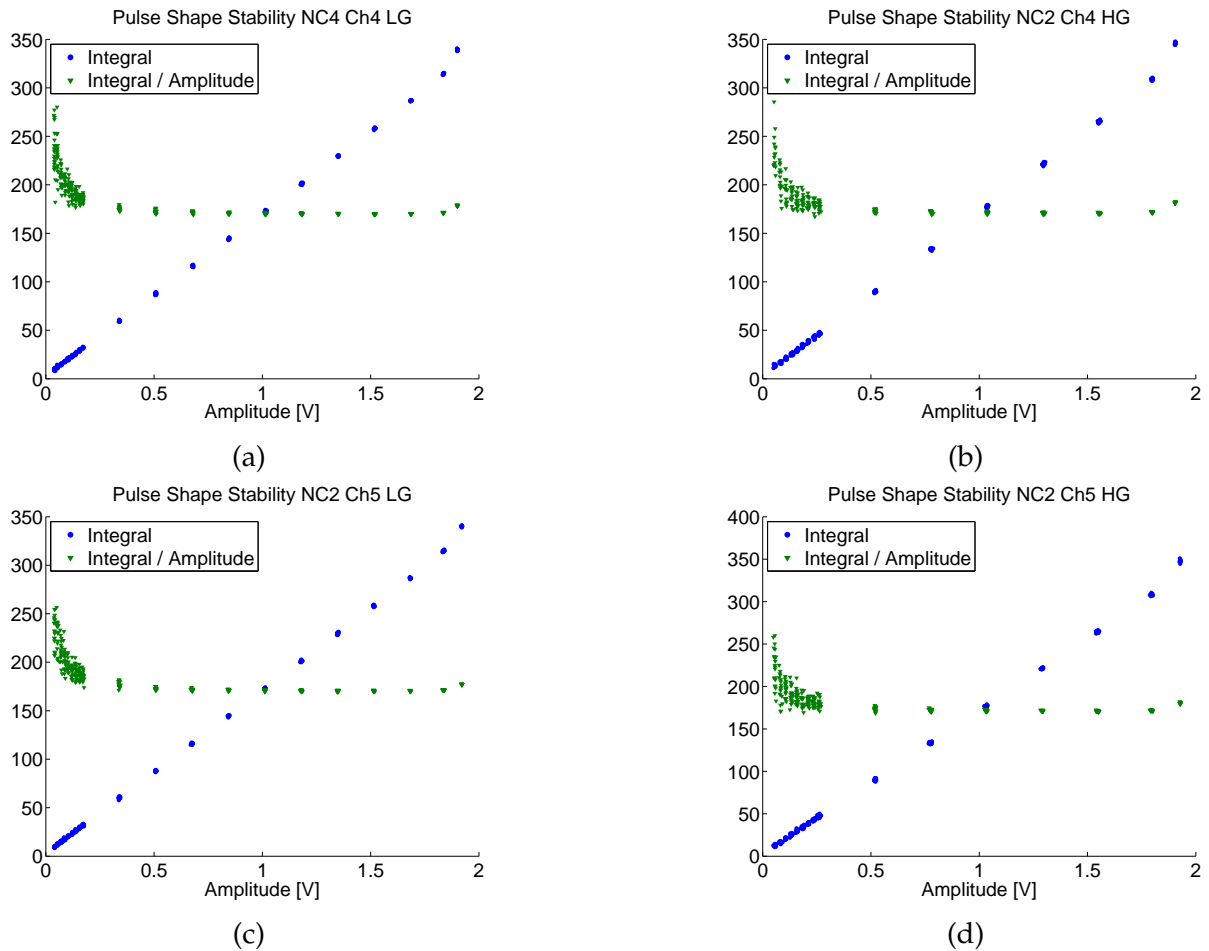 Pulse Shape Stability NC4 Ch4 LG
350
300
250
200
150
100
50
0
Integral
Integral / Amplitude
0 0.5 1 1.5 2
Amplitude [V]
(a)
Pulse Shape Stability NC2 Ch4 HG
350
300
250
200
150
100
50
0
Integral
Integral / Amplitude
0 0.5 1 1.5 2
Amplitude [V]
(b)
Pulse Shape Stability NC2 Ch5 LG
350
300
250
200
150
100
50
0
Integral
Integral / Amplitude
0 0.5 1 1.5 2
Amplitude [V]
(c)
Pulse Shape Stability NC2 Ch5 HG
400
350
300
250
200
150
100
50
0
Integral
Integral / Amplitude
0 0.5 1 1.5 2
Amplitude [V]
(d)